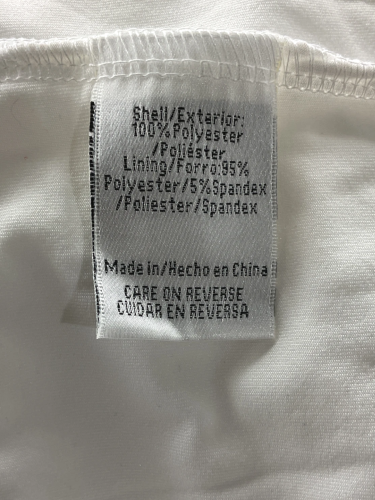 Shell/Exterior:
100%Polyester
/Poliéster
Lining/Forro:95%
Polyester/5%Spandex
/Poliester/Spandex
Made in/Hecho en China
CARE ON REVERSE
CUIDAR EN REVERSA